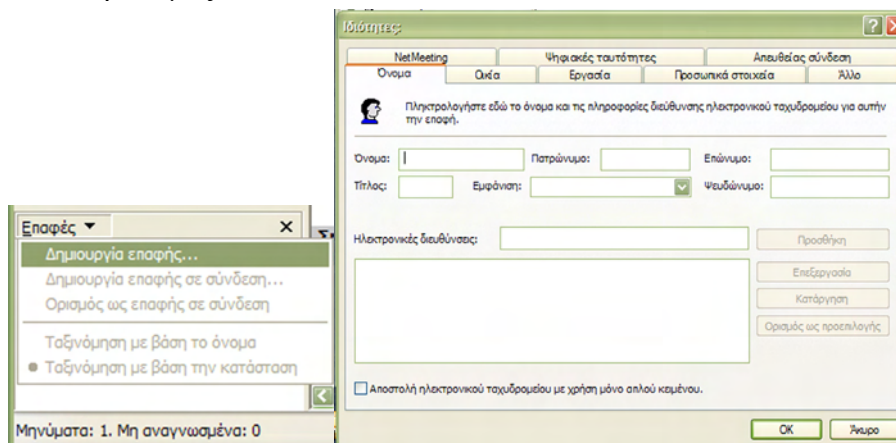 Επαφές
Δημιουργία επαφής...
Δημιουργία επαφής σε σύνδεση...
Ορισμός ως επαφής σε σύνδεση
Ταξινόμηση με βάση το όνομα
Ταξινόμηση με βάση την κατάσταση
Μηνύματα: 1. Μη αναγνωσμένα: 0
Ιδιότητες:
NetMeeting Ψηφιακές ταυτότητες Απευθείας σύνδεση
Όνομα Οικία Εργασία Προσωπικά στοιχεία Άλλο
Πληκτρολογήστε εδώ το όνομα και τις πληροφορίες διεύθυνσης ηλεκτρονικού ταχυδρομείου για αυτήν
την επαφή.
Όνομα: Πατρώνυμο: Επώνυμο:
Τίτλος: Εμφάνιση: Ψευδώνυμο:
Ηλεκτρονικές διευθύνσεις: Προσθήκη
Επεξεργασία
Κατάργηση
Ορισμός ως προεπιλογής
Αποστολή ηλεκτρονικού ταχυδρομείου με χρήση μόνο απλού κειμένου.
OK Άκυρο